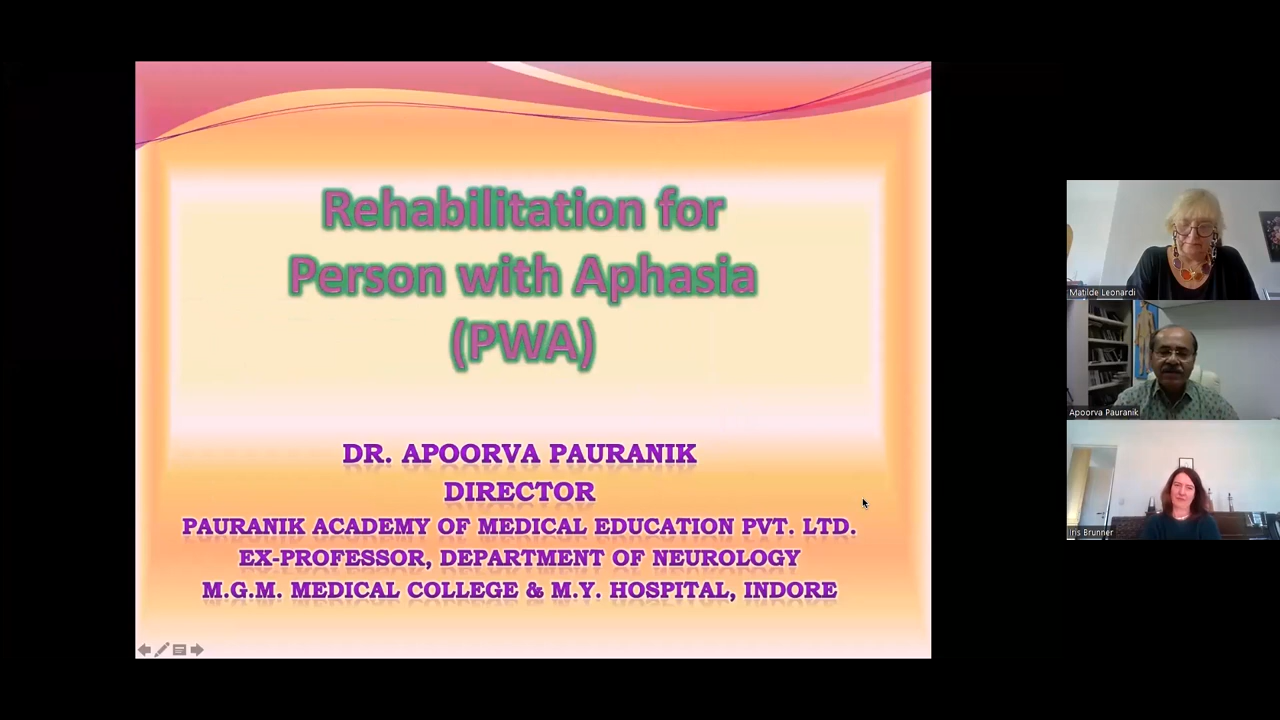 Rehabilitation for
Person with Aphasia
(PWA)
DR. APOORVA PAURANIK
DIRECTOR
PAURANIK ACADEMY OF MEDICAL EDUCATION PVT. LTD.
EX-PROFESSOR, DEPARTMENT OF NEUROLOGY
M.G.M. MEDICAL COLLEGE & M.Y. HOSPITAL, INDORE
Matilde Leonardi
Apoorva Pauranik
Iris Brunner